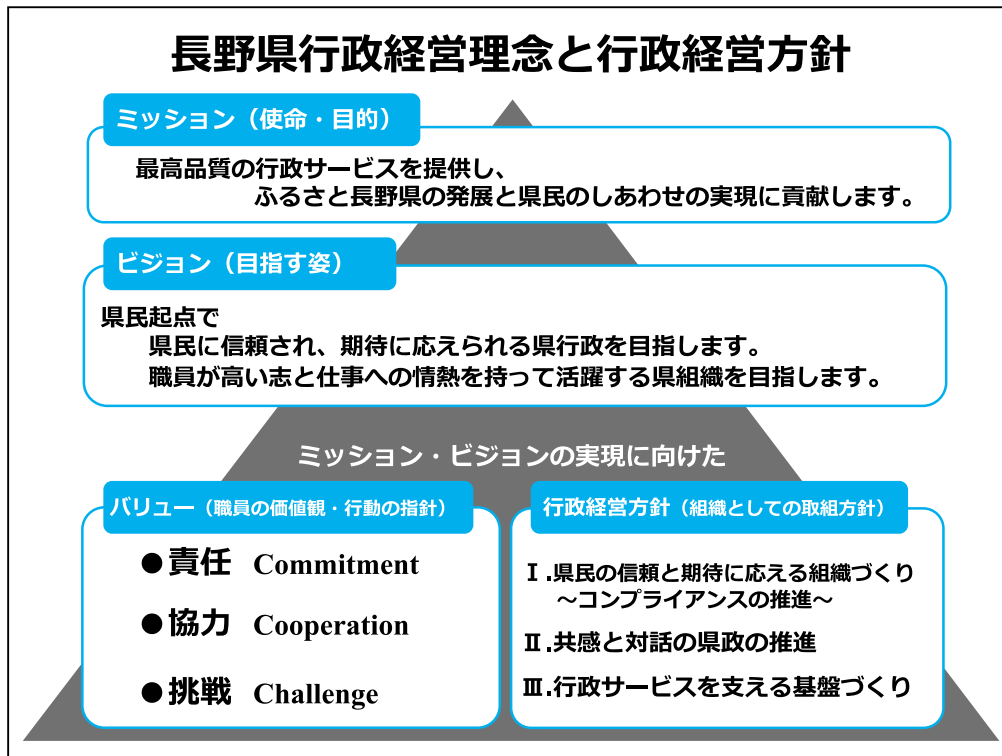 長野県行政経営理念と行政経営方針
ミッション（使命・目的）
最高品質の行政サービスを提供し、
ふるさと長野県の発展と県民のしあわせの実現に貢献します。
ビジョン（目指す姿）
県民起点で
県民に信頼され、期待に応えられる県行政を目指します。
職員が高い志と仕事への情熱を持って活躍する県組織を目指します。
ミッション・ビジョンの実現に向けた
バリュー（職員の価値観・行動の指針）
●責任 Commitment
●協力 Cooperation
●挑戦 Challenge
行政経営方針（組織としての取組方針）
Ⅰ.県民の信頼と期待に応える組織づくり
～コンプライアンスの推進～
Ⅱ.共感と対話の県政の推進
Ⅲ.行政サービスを支える基盤づくり